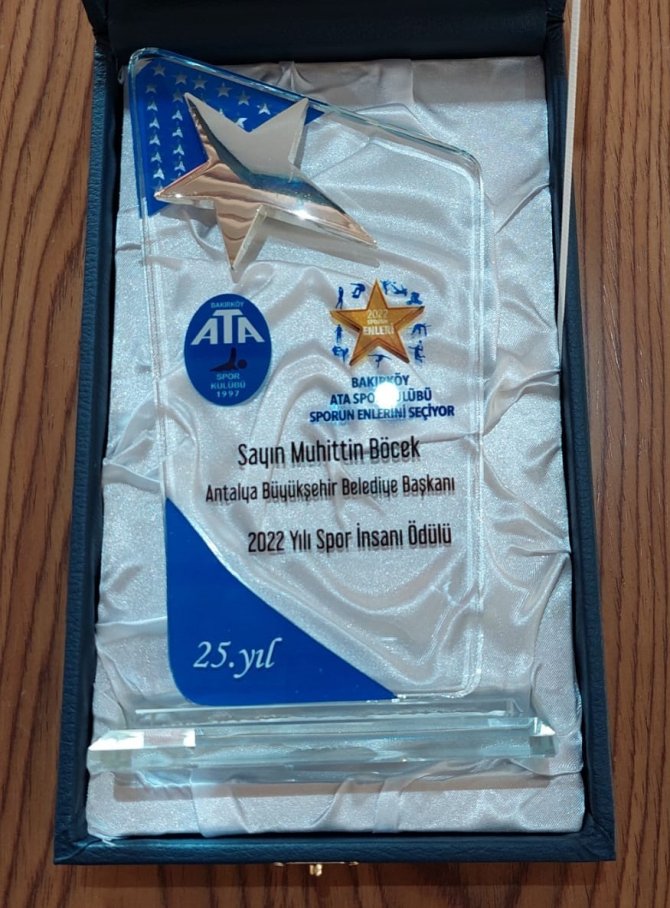 BAKIRKÖY
ATA
SPOR
KULÜBÜ
1997
2022
SPORUN
ENLERİ
BAKIRKÖY
ATA SPOR KULÜBÜ
SPORUN ENLERİNİ SEÇİYOR
Sayın Muhittin Böcek
Antalya Büyükşehir Belediye Başkanı
2022 Yılı Spor İnsanı Ödülü
25.yıl